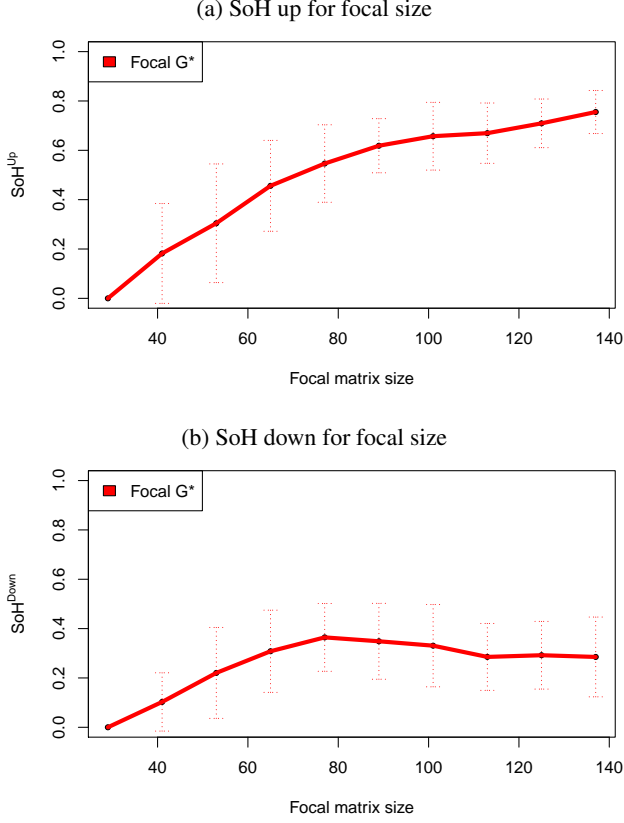 (a) SoH up for focal size
Focal G*
1.0
0.8
0.6
0.4
0.2
0.0
SoH^Up
40 60 80 100 120 140
Focal matrix size
(b) SoH down for focal size
Focal G*
1.0
0.8
0.6
0.4
0.2
0.0
SoH^Down
40 60 80 100 120 140
Focal matrix size